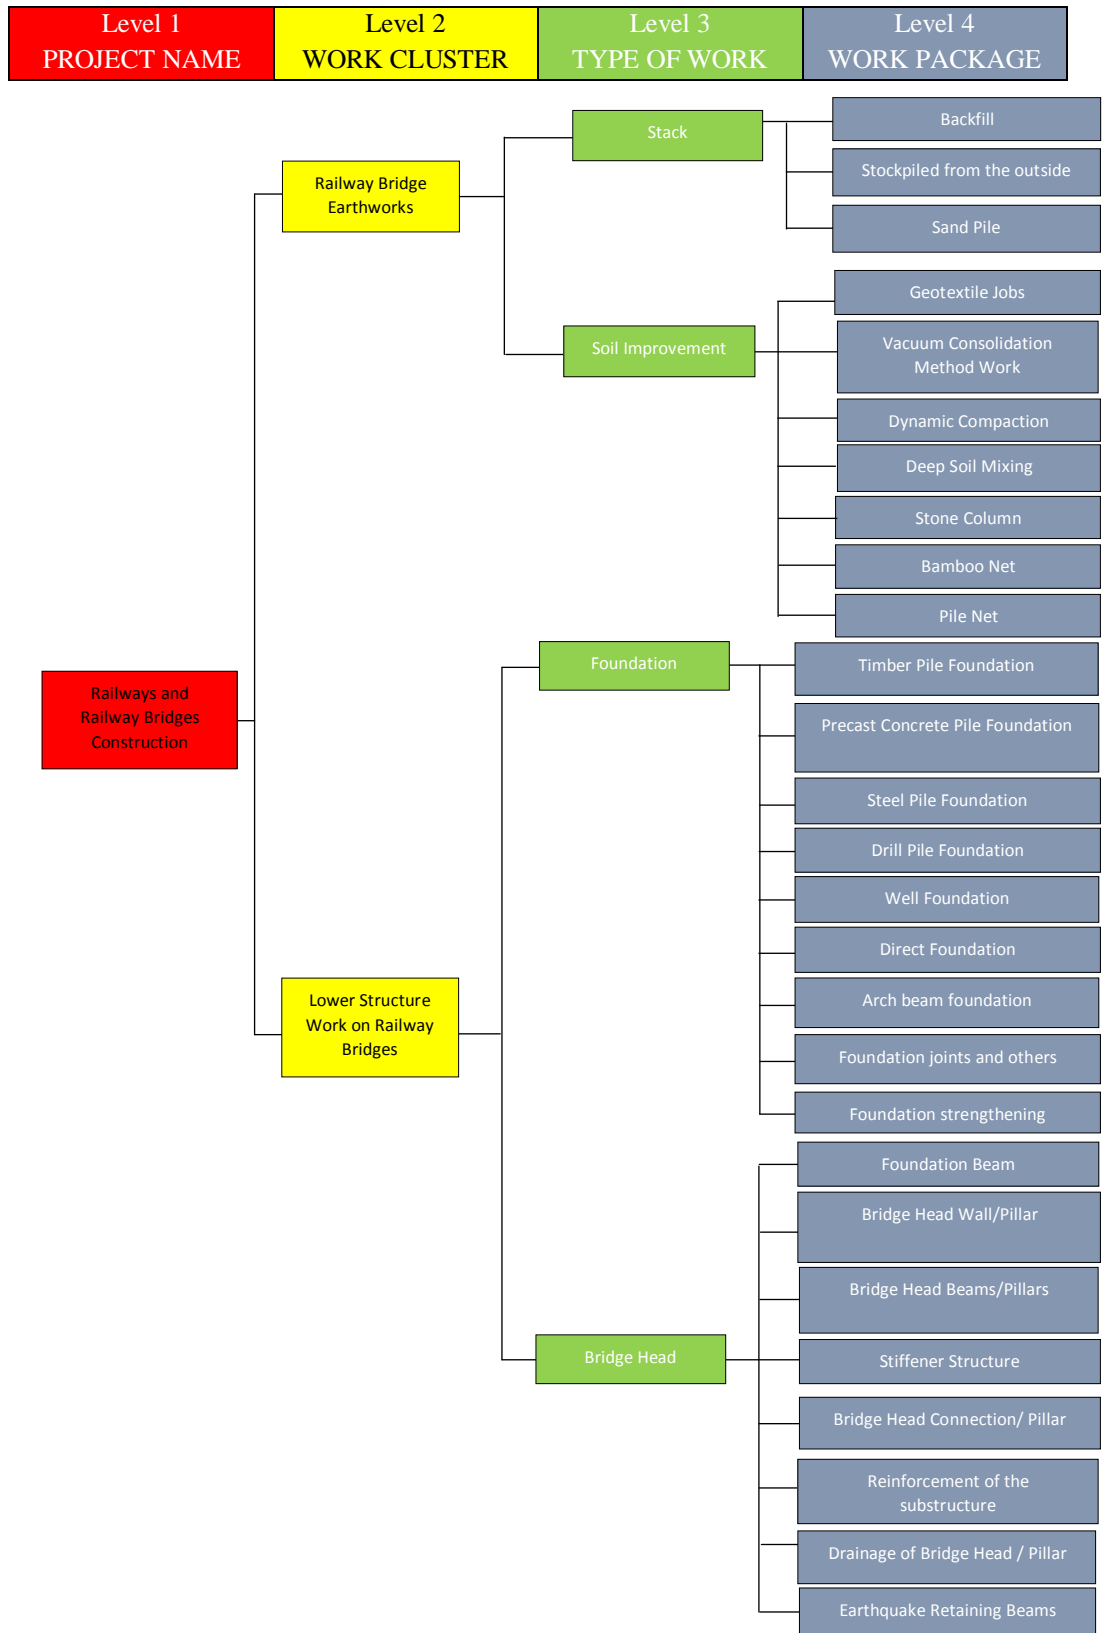 Level 1
PROJECT NAME
Level 2
WORK CLUSTER
Level 3
TYPE OF WORK
Level 4
WORK PACKAGE
Railways and
Railway Bridges
Construction
Railway Bridge
Earthworks
Stack
Backfill
Stockpiled from the outside
Sand Pile
Soil Improvement
Geotextile Jobs
Vacuum Consolidation
Method Work
Dynamic Compaction
Deep Soil Mixing
Stone Column
Bamboo Net
Pile Net
Lower Structure
Work on Railway
Bridges
Foundation
Timber Pile Foundation
Precast Concrete Pile Foundation
Steel Pile Foundation
Drill Pile Foundation
Well Foundation
Direct Foundation
Arch beam foundation
Foundation joints and others
Foundation strengthening
Bridge Head
Foundation Beam
Bridge Head Wall/Pillar
Bridge Head Beams/Pillars
Stiffener Structure
Bridge Head Connection/ Pillar
Reinforcement of the
substructure
Drainage of Bridge Head / Pillar
Earthquake Retaining Beams